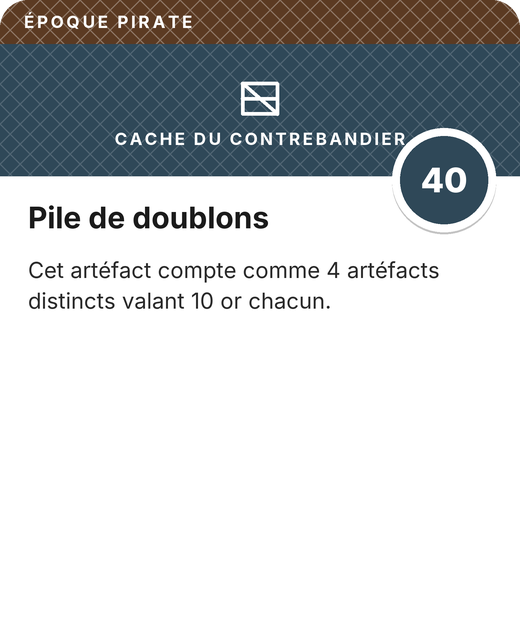 ÉPOQUE PIRATE
CACHE DU CONTREBANDIER
40
Pile de doublons
Cet artéfact compte comme 4 artéfacts
distincts valant 10 or chacun.